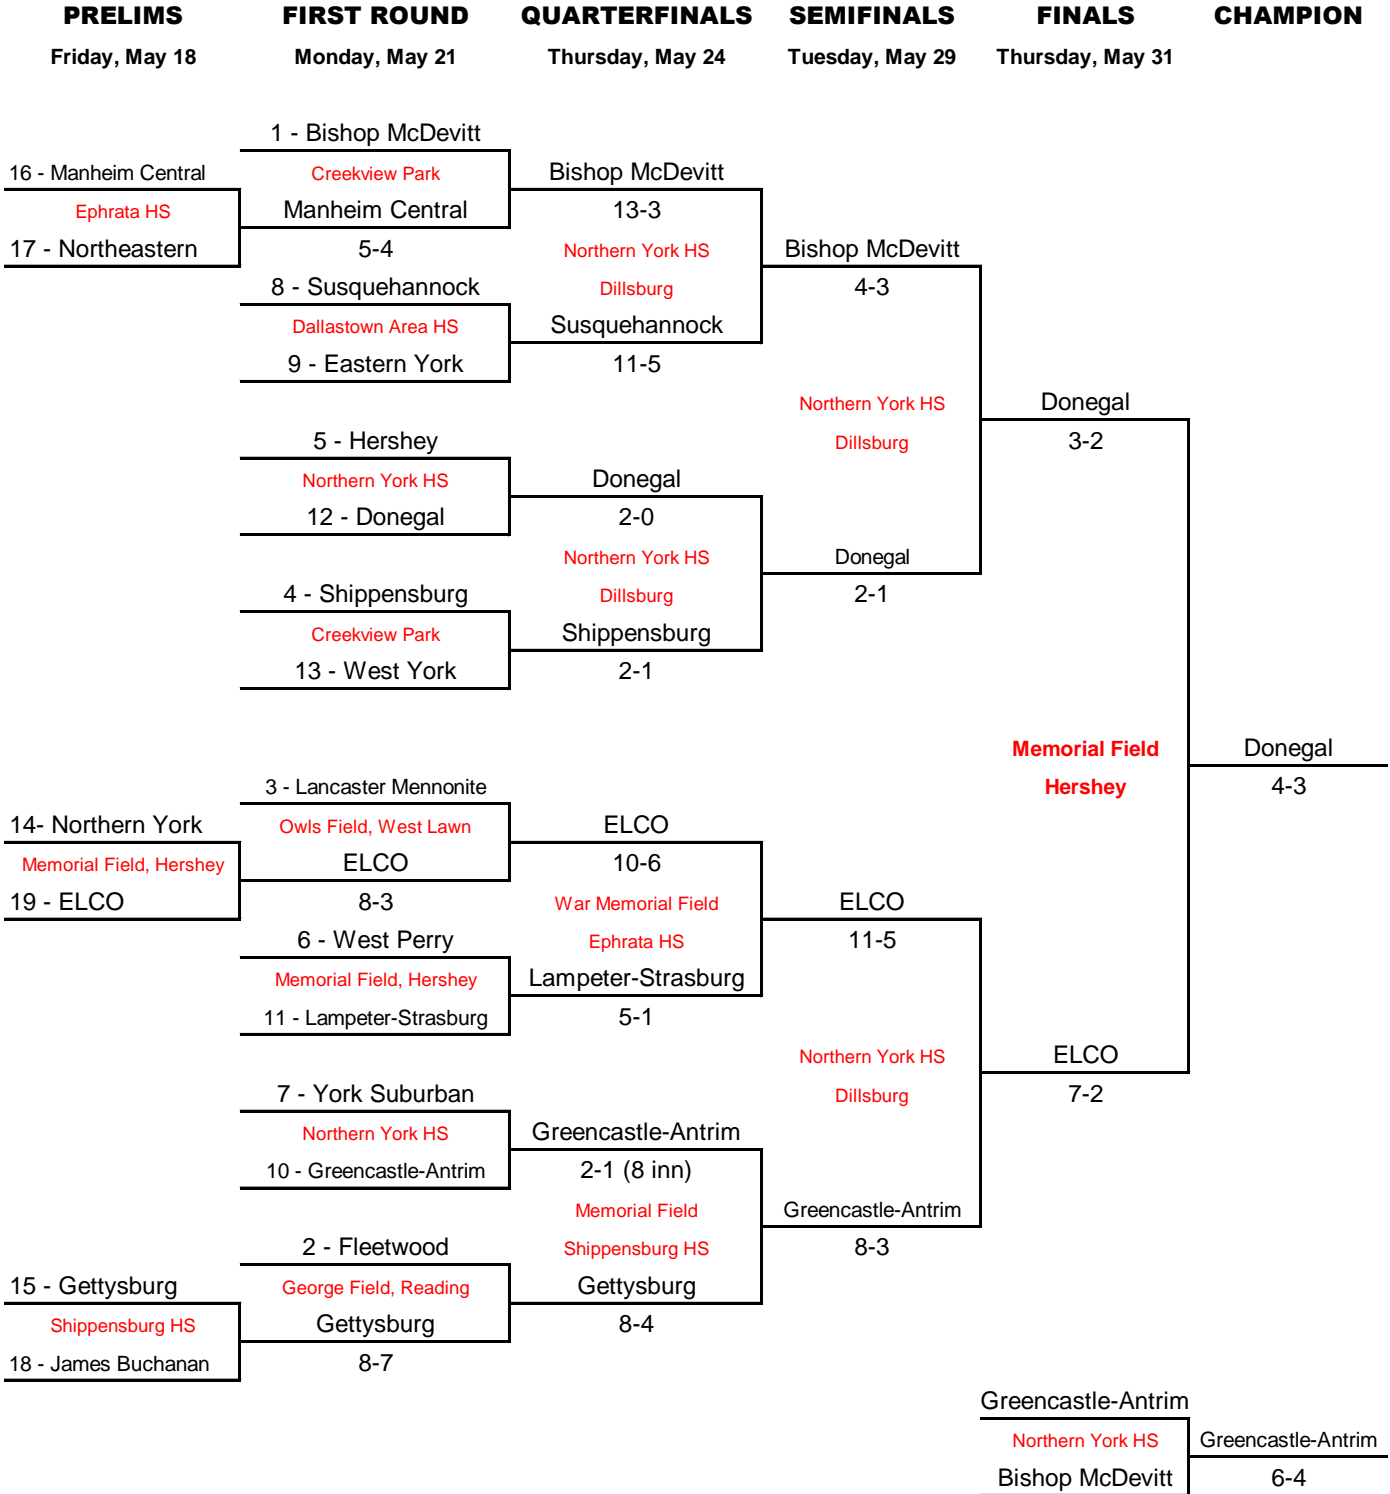 PRELIMS FIRST ROUND QUARTERFINALS SEMIFINALS FINALS CHAMPION
Friday, May 18 Monday, May 21 Thursday, May 24 Tuesday, May 29 Thursday, May 31
1 - Bishop McDevitt
16 - Manheim Central Creekview Park Bishop McDevitt
Ephrata HS Manheim Central 13-3
17 - Northeastern 5-4 Northern York HS Bishop McDevitt
8 - Susquehannock Dillsburg 4-3
Dallastown Area HS Susquehannock
9 - Eastern York 11-5
Northern York HS Donegal
5 - Hershey Dillsburg 3-2
Northern York HS Donegal
12 - Donegal 2-0
Northern York HS Donegal
4 - Shippensburg Dillsburg 2-1
Creekview Park Shippensburg
13 - West York 2-1
Memorial Field Donegal
3 - Lancaster Mennonite Hershey 4-3
14- Northern York Owls Field, West Lawn ELCO
Memorial Field, Hershey ELCO 10-6
19 - ELCO 8-3 War Memorial Field ELCO
6 - West Perry Ephrata HS 11-5
Memorial Field, Hershey Lampeter-Strasburg
11 - Lampeter-Strasburg 5-1
Northern York HS ELCO
7 - York Suburban Dillsburg 7-2
Northern York HS Greencastle-Antrim
10 - Greencastle-Antrim 2-1 (8 inn)
Memorial Field Greencastle-Antrim
2 - Fleetwood Shippensburg HS 8-3
15 - Gettysburg George Field, Reading Gettysburg
Shippensburg HS Gettysburg 8-4
18 - James Buchanan 8-7
Greencastle-Antrim
Northern York HS Greencastle-Antrim
Bishop McDevitt 6-4